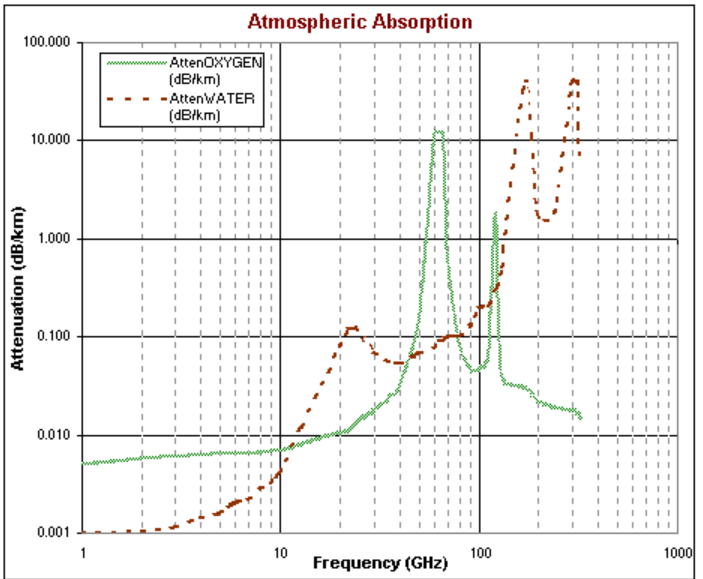 Atmospheric Absorption
100.000
AttenOXYGEN
(dB/km)
AttenWATER
(dB/km)
10.000
1.000
0.100
0.010
0.001
Attenuation (dB/km)
1
10
100
1000
Frequency (GHz)